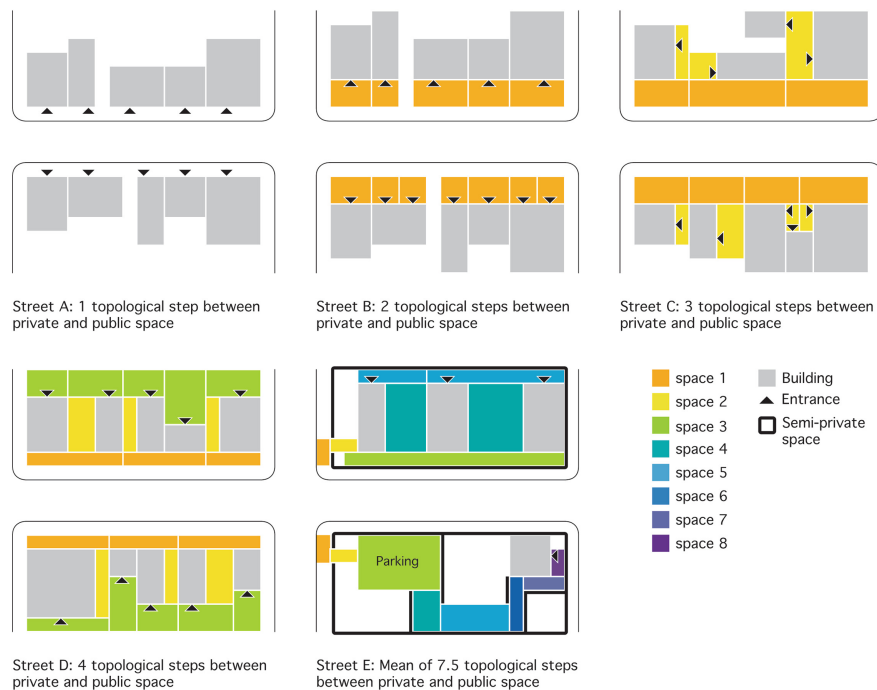 Street A: 1 topological step between
private and public space
Street B: 2 topological steps between
private and public space
Street C: 3 topological steps between
private and public space
space 1
space 2
space 3
space 4
space 5
space 6
space 7
space 8
Building
Entrance
Semi-private
space
Parking
Street D: 4 topological steps between
private and public space
Street E: Mean of 7.5 topological steps
between private and public space